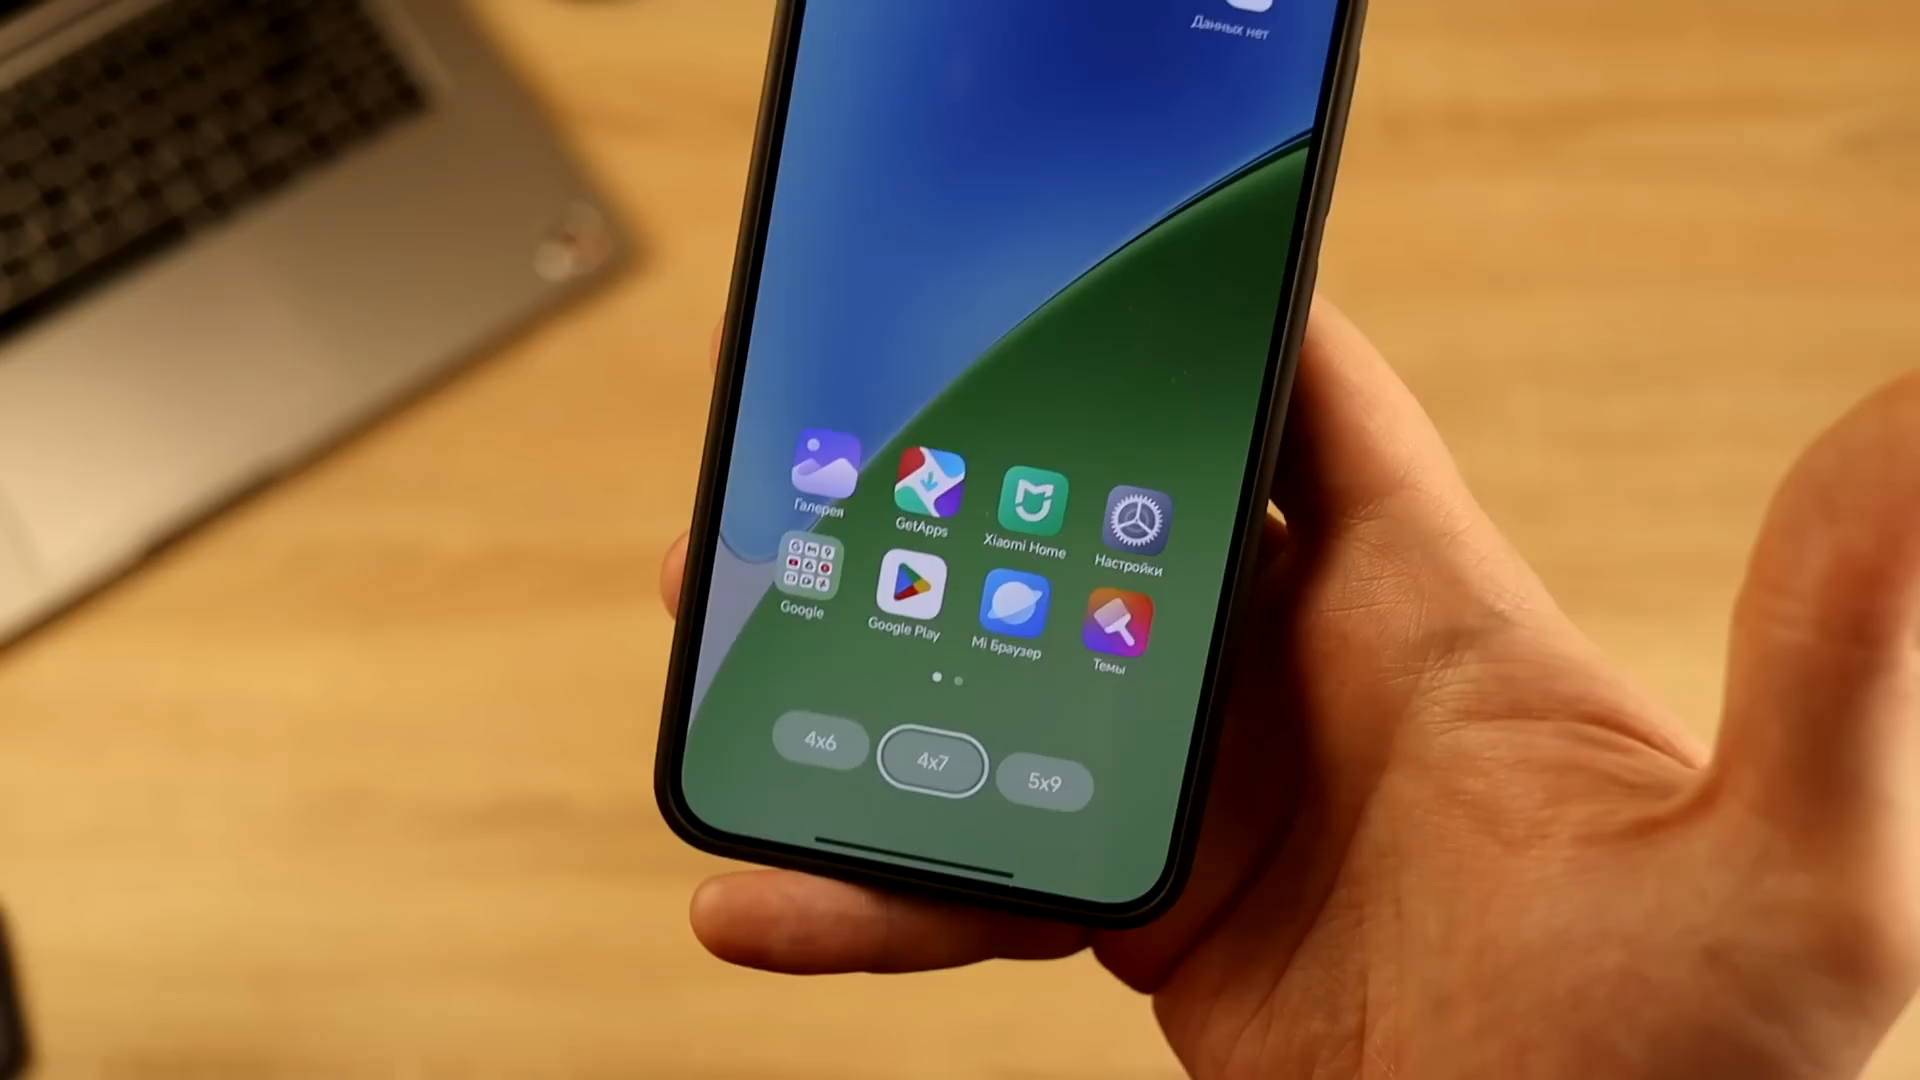 Данных нет
Галерея
GetApps
Xiaomi Home
Настройки
Google
Google Play
Mi Браузер
Темы
4x6
4x7
5x9